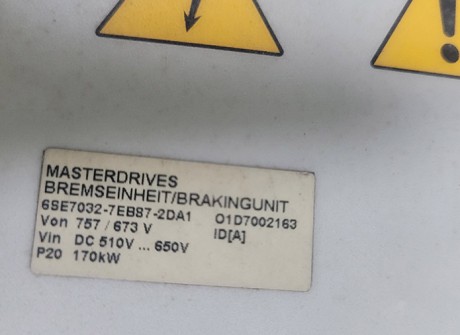 MASTERDRIVES
BREMSEINHEIT/BRAKINGUNIT
6SE7032-7EB87-2DA1 O1D7002163
Von 757 / 673 V ID[A]
Vin DC 510V ... 650V
P20 170kW